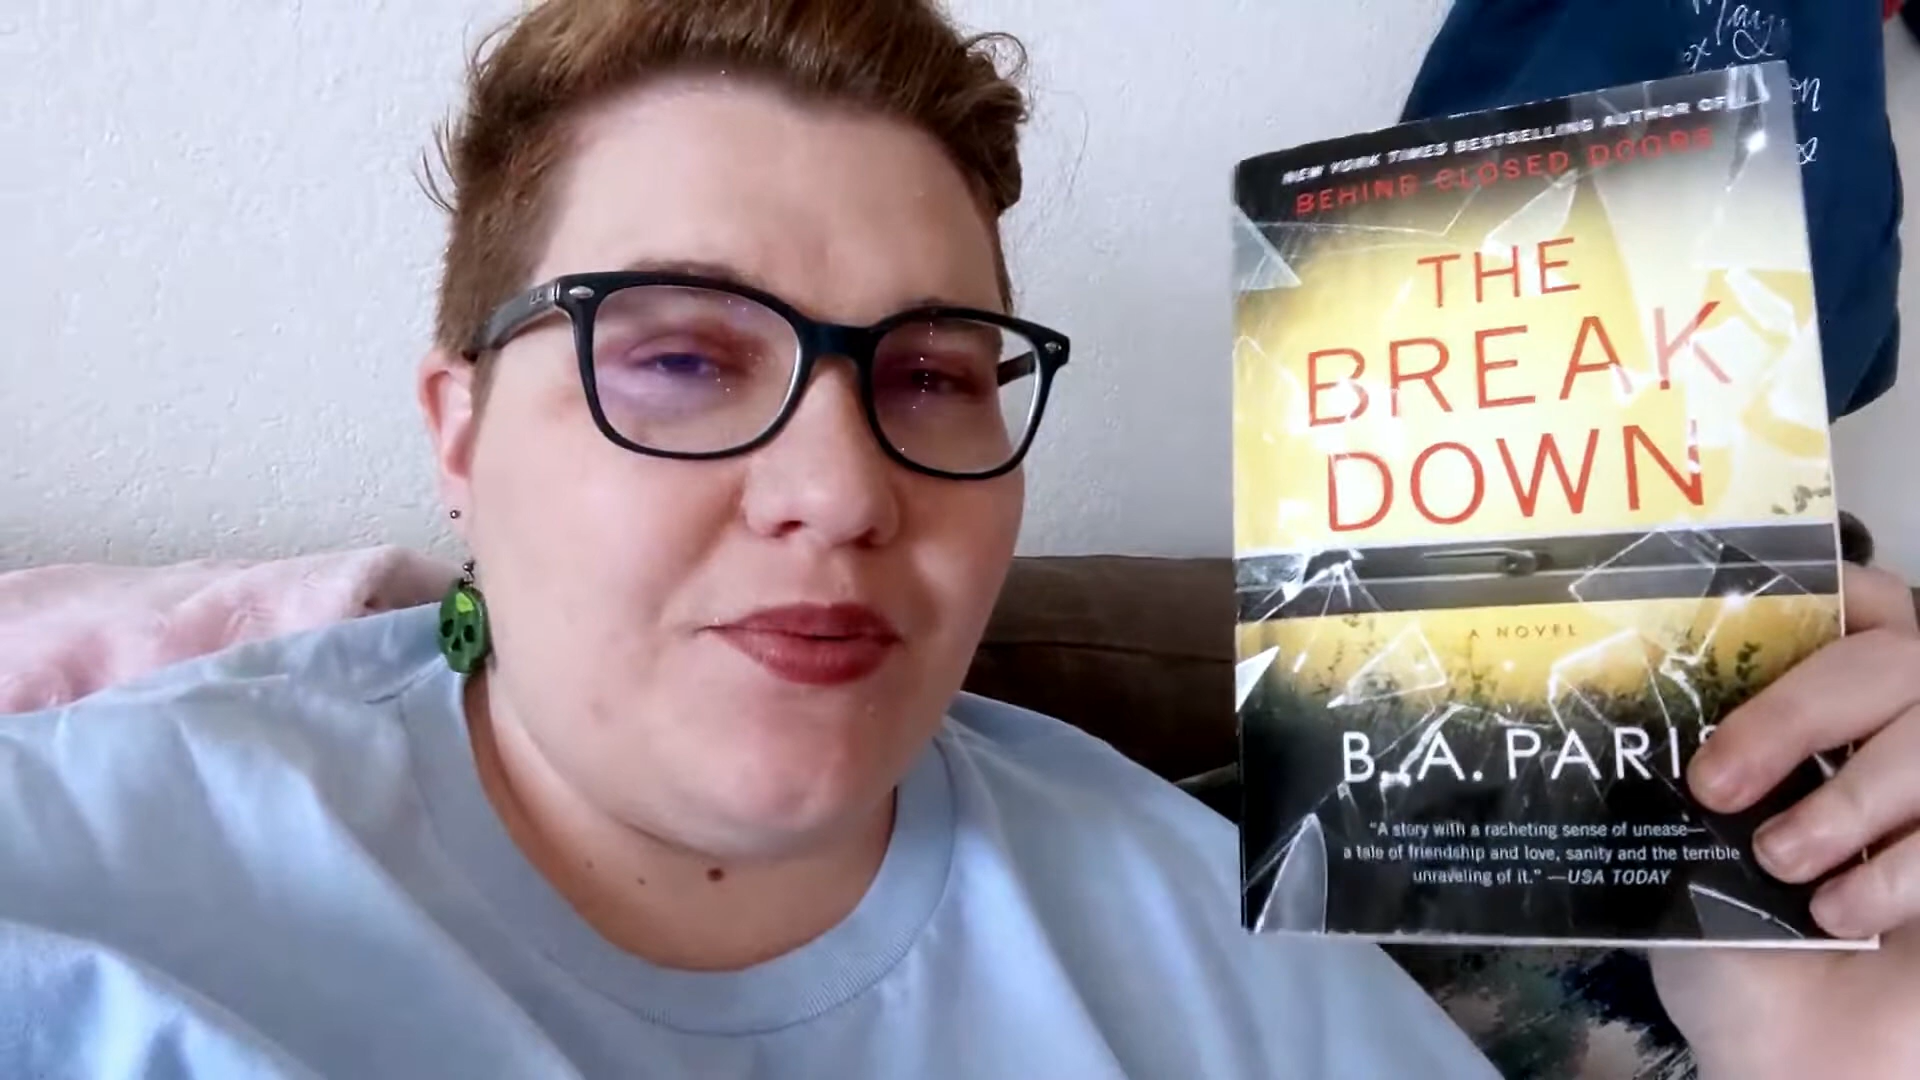 NEW YORK TIMES BESTSELLING AUTHOR OF
BEHIND CLOSED DOORS
THE
BREAK
DOWN
A NOVEL
B. A. PARIS
"A story with a racheting sense of unease—
a tale of friendship and love, sanity and the terrible
unraveling of it." —USA TODAY